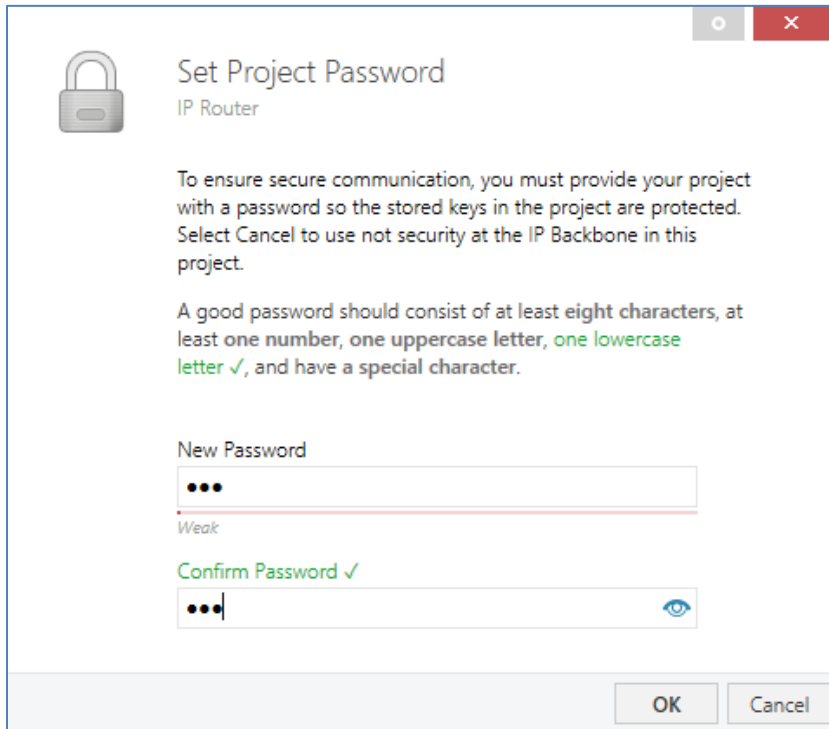 Set Project Password
IP Router
To ensure secure communication, you must provide your project
with a password so the stored keys in the project are protected.
Select Cancel to use not security at the IP Backbone in this
project.
A good password should consist of at least eight characters, at
least one number, one uppercase letter, one lowercase
letter ✓, and have a special character.
New Password
●●●
Weak
Confirm Password ✓
●●●
OK
Cancel